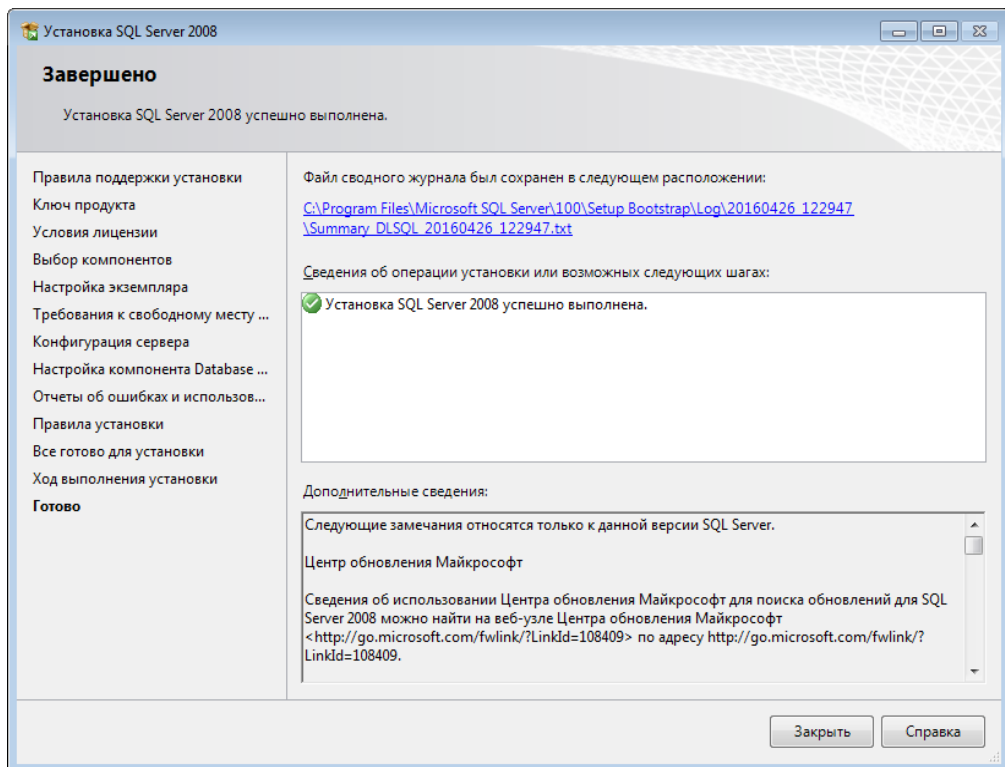 Установка SQL Server 2008
Завершено
Установка SQL Server 2008 успешно выполнена.
Правила поддержки установки
Ключ продукта
Условия лицензии
Выбор компонентов
Настройка экземпляра
Требования к свободному месту ...
Конфигурация сервера
Настройка компонента Database ...
Отчеты об ошибках и использов...
Правила установки
Все готово для установки
Ход выполнения установки
Готово
Файл сводного журнала был сохранен в следующем расположении:
C:\Program Files\Microsoft SQL Server\100\Setup Bootstrap\Log\20160426_122947
\Summary_DLSQL_20160426_122947.txt
Сведения об операции установки или возможных следующих шагах:
Установка SQL Server 2008 успешно выполнена.
Дополнительные сведения:
Следующие замечания относятся только к данной версии SQL Server.
Центр обновления Майкрософт
Сведения об использовании Центра обновления Майкрософт для поиска обновлений для SQL
Server 2008 можно найти на веб-узле Центра обновления Майкрософт
<http://go.microsoft.com/fwlink/?LinkId=108409> по адресу http://go.microsoft.com/fwlink/?
LinkId=108409.
Закрыть
Справка